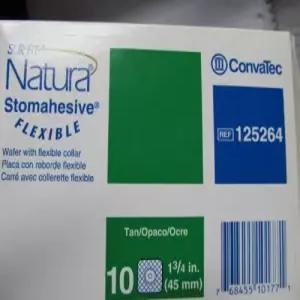 SUR-FIT
Natura®
Stomahesive®
FLEXIBLE
Wafer with flexible collar
Placa con reborde flexible
Carré avec collerette flexible
ConvaTec
REF 125264
Tan/Opaco/Ocre
10
1 3/4 in.
(45 mm)
7 68455 10177 1